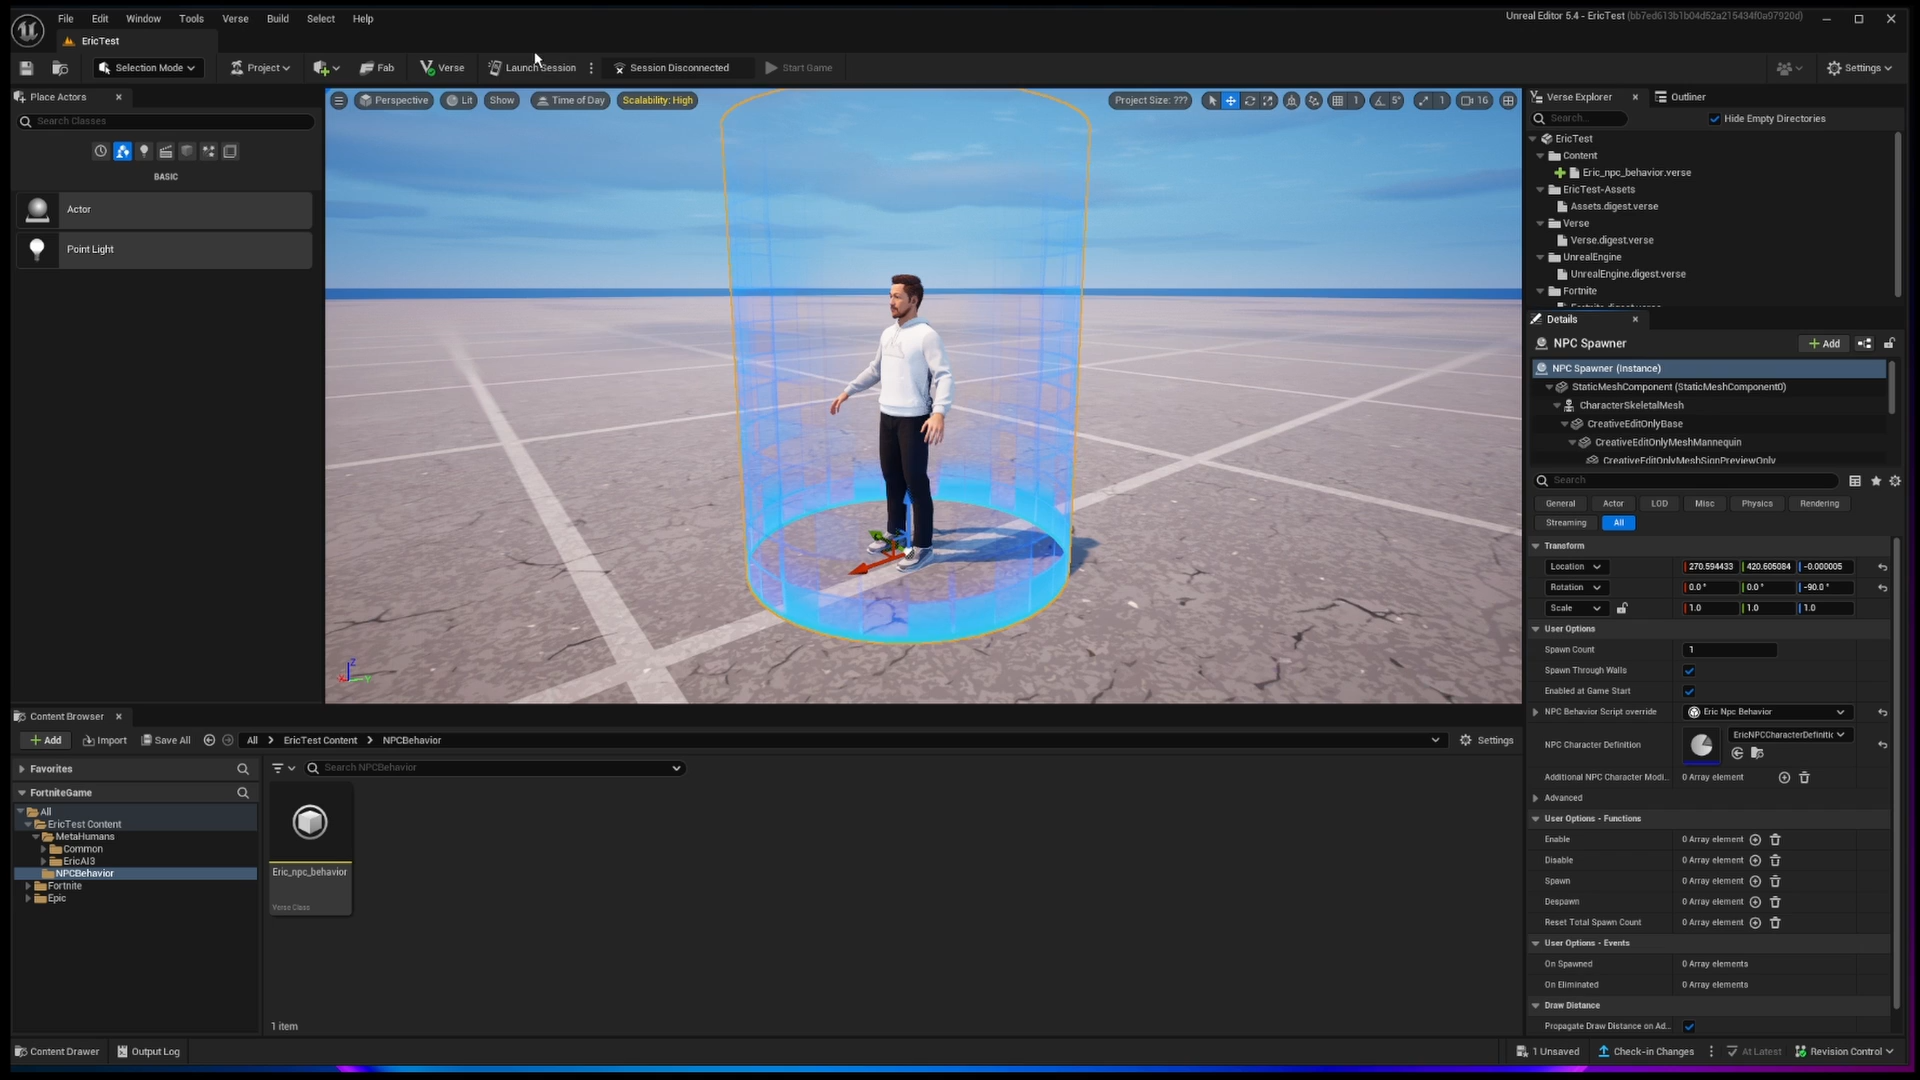 File Edit Window Tools Verse Build Select Help
Unreal Editor 5.4 - EricTest (bb7ed613b1b04d52a215434f0a97920d)
EricTest
Selection Mode Project Fab Verse Launch Session Session Disconnected Start Game Settings
Place Actors
Search Classes
BASIC
Actor
Point Light
Perspective Lit Show Time of Day Scalability: High Project Size: ??? 1 5° 1 16
Z
X Y
Verse Explorer Outliner
Search... Hide Empty Directories
EricTest
Content
Eric_npc_behavior.verse
EricTest-Assets
Assets.digest.verse
Verse
Verse.digest.verse
UnrealEngine
UnrealEngine.digest.verse
Fortnite
Details
NPC Spawner Add
NPC Spawner (Instance)
StaticMeshComponent (StaticMeshComponent0)
CharacterSkeletalMesh
CreativeEditOnlyBase
CreativeEditOnlyMeshMannequin
CreativeEditOnlyMeshSignPreviewOnly
Search
General Actor LOD Misc Physics Rendering
Streaming All
Transform
Location 270.594433 420.605084 -0.000005
Rotation 0.0 ° 0.0 ° -90.0 °
Scale 1.0 1.0 1.0
User Options
Spawn Count 1
Spawn Through Walls
Enabled at Game Start
NPC Behavior Script override Eric Npc Behavior
NPC Character Definition EricNPCCharacterDefinitic
Additional NPC Character Modi.. 0 Array element
Advanced
User Options - Functions
Enable 0 Array element
Disable 0 Array element
Spawn 0 Array element
Despawn 0 Array element
Reset Total Spawn Count 0 Array element
User Options - Events
On Spawned 0 Array elements
On Eliminated 0 Array elements
Draw Distance
Propagate Draw Distance on Ad..
Content Browser
Add Import Save All All EricTest Content NPCBehavior Settings
Favorites
Search NPCBehavior
FortniteGame
All
EricTest Content
MetaHumans
Common
EricAI3
NPCBehavior
Fortnite
Epic
Eric_npc_behavior
Verse Class
1 item
Content Drawer Output Log 1 Unsaved Check-in Changes At Latest Revision Control